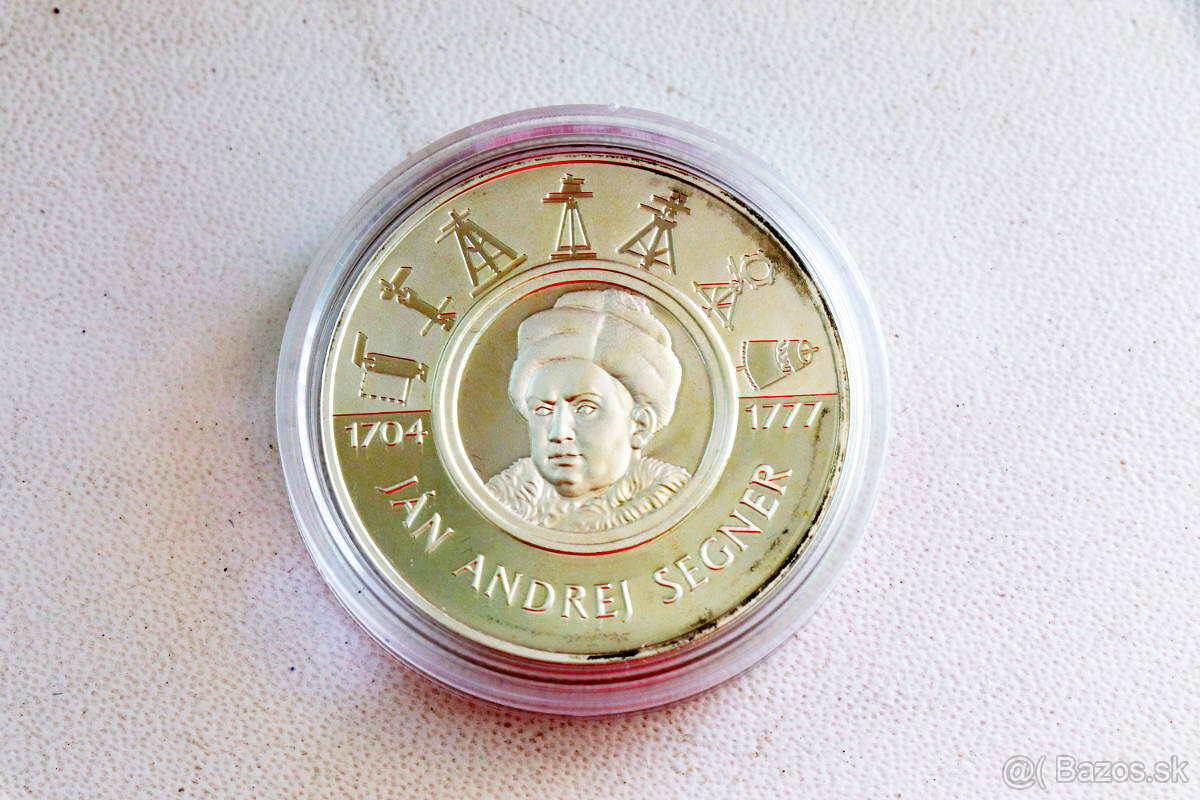 1704
1777
JÁN ANDREJ SEGNER
@( Bazos.sk